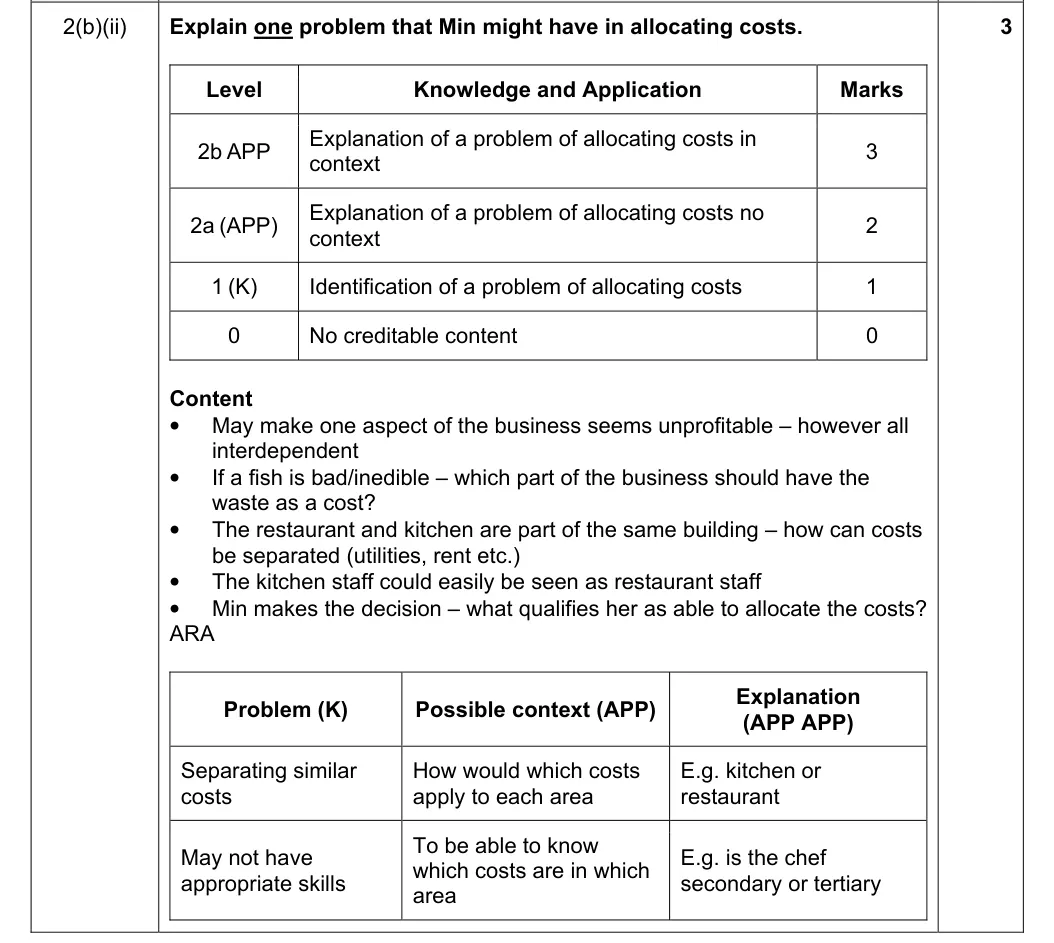 2(b)(ii) Explain one problem that Min might have in allocating costs. 3
Level Knowledge and Application Marks
2b APP Explanation of a problem of allocating costs in
context 3
2a (APP) Explanation of a problem of allocating costs no
context 2
1 (K) Identification of a problem of allocating costs 1
0 No creditable content 0
Content
• May make one aspect of the business seems unprofitable – however all
interdependent
• If a fish is bad/inedible – which part of the business should have the
waste as a cost?
• The restaurant and kitchen are part of the same building – how can costs
be separated (utilities, rent etc.)
• The kitchen staff could easily be seen as restaurant staff
• Min makes the decision – what qualifies her as able to allocate the costs?
ARA
Problem (K) Possible context (APP) Explanation
(APP APP)
Separating similar How would which costs E.g. kitchen or
costs apply to each area restaurant
May not have To be able to know E.g. is the chef
appropriate skills which costs are in which secondary or tertiary
area